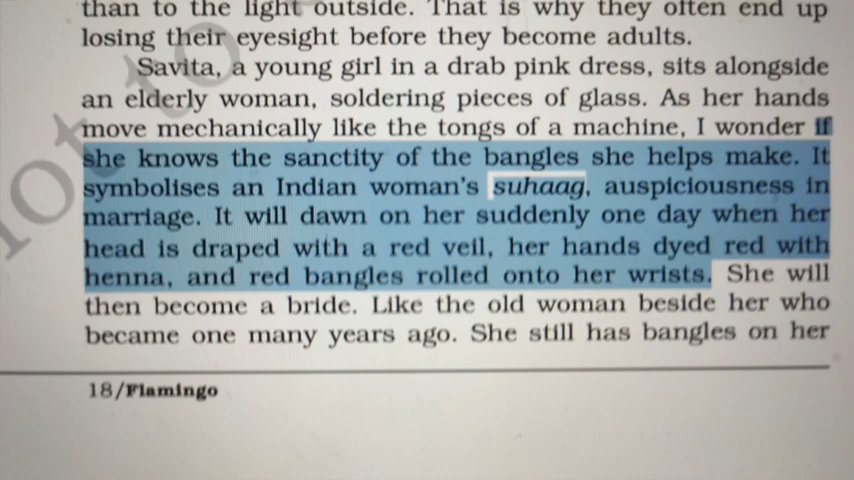 than to the light outside. That is why they often end up
losing their eyesight before they become adults.
Savita, a young girl in a drab pink dress, sits alongside
an elderly woman, soldering pieces of glass. As her hands
move mechanically like the tongs of a machine, I wonder if
she knows the sanctity of the bangles she helps make. It
symbolises an Indian woman's suhaag, auspiciousness in
marriage. It will dawn on her suddenly one day when her
head is draped with a red veil, her hands dyed red with
henna, and red bangles rolled onto her wrists. She will
then become a bride. Like the old woman beside her who
became one many years ago. She still has bangles on her
18/Flamingo
not to